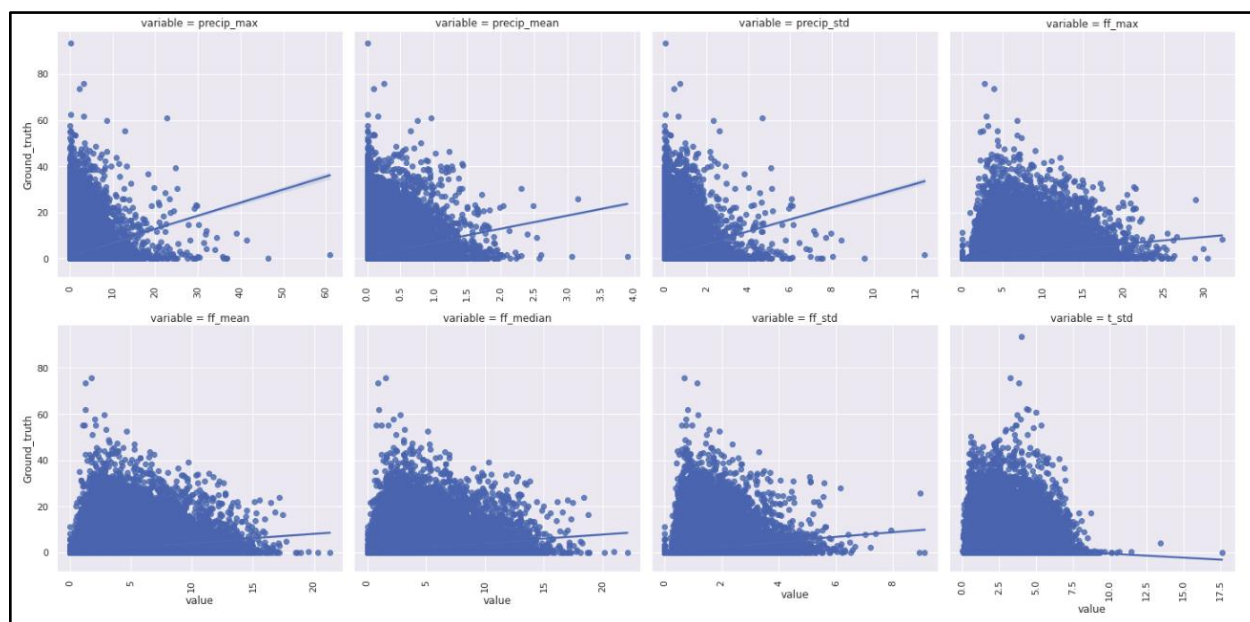 variable = precip_max
variable = precip_mean
variable = precip_std
variable = ff_max
Ground_truth
80
60
40
20
0
0 10 20 30 40 50 60
0.0 0.5 1.0 1.5 2.0 2.5 3.0 3.5 4.0
0 2 4 6 8 10 12
0 5 10 15 20 25 30
variable = ff_mean
variable = ff_median
variable = ff_std
variable = t_std
Ground_truth
80
60
40
20
0
0 5 10 15 20
0 5 10 15 20
0 2 4 6 8
0.0 2.5 5.0 7.5 10.0 12.5 15.0 17.5
value
value
value
value